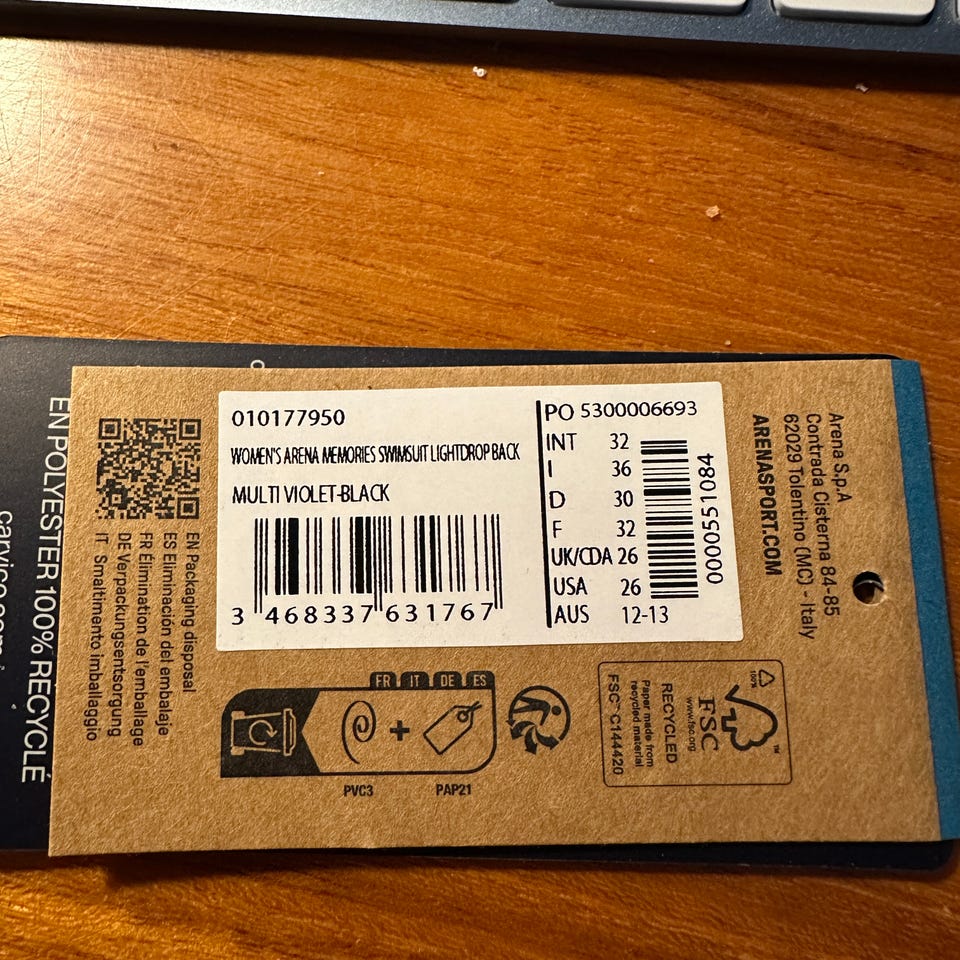 010177950
WOMEN'S ARENA MEMORIES SWIMSUIT LIGHTDROP BACK
MULTI VIOLET-BLACK
3 468337 631767
PO 5300006693
INT 32
I 36
D 30
F 32
UK/CDA 26
USA 26
AUS 12-13
0000551084
Arena S.p.A
Contrada Cisterna 84-85
62029 Tolentino (MC) - Italy
ARENASPORT.COM
EN Packaging disposal
ES Eliminación del embalaje
FR Élimination de l'emballage
DE Verpackungsentsorgung
IT Smaltimento imballaggio
FR IT DE ES
+
PVC3 PAP21
100%
™
FSC
www.fsc.org
RECYCLED
Paper made from
recycled material
FSC™ C144420
EN POLYESTER 100% RECYCLÉ